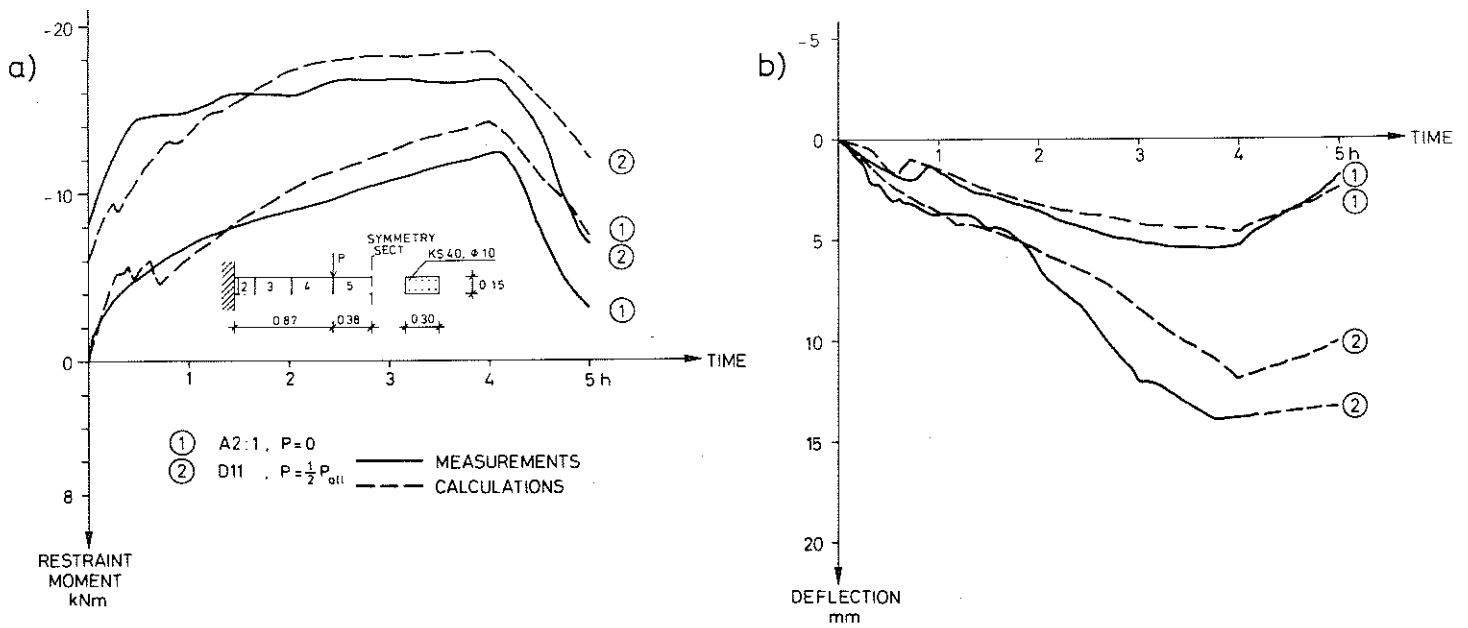 a)
-20
-10
0
8
1
2
3
4
5 h
TIME
RESTRAINT
MOMENT
kNm
2
1
2
1
P
SYMMETRY
SECT
KS 40, Φ 10
2
3
4
5
0.15
0.87
0.38
0.30
1 A2:1, P=0
2 D11, P=½ Pall
MEASUREMENTS
CALCULATIONS
b)
-5
0
5
10
15
20
1
2
3
4
5 h
TIME
1
1
2
2
DEFLECTION
mm